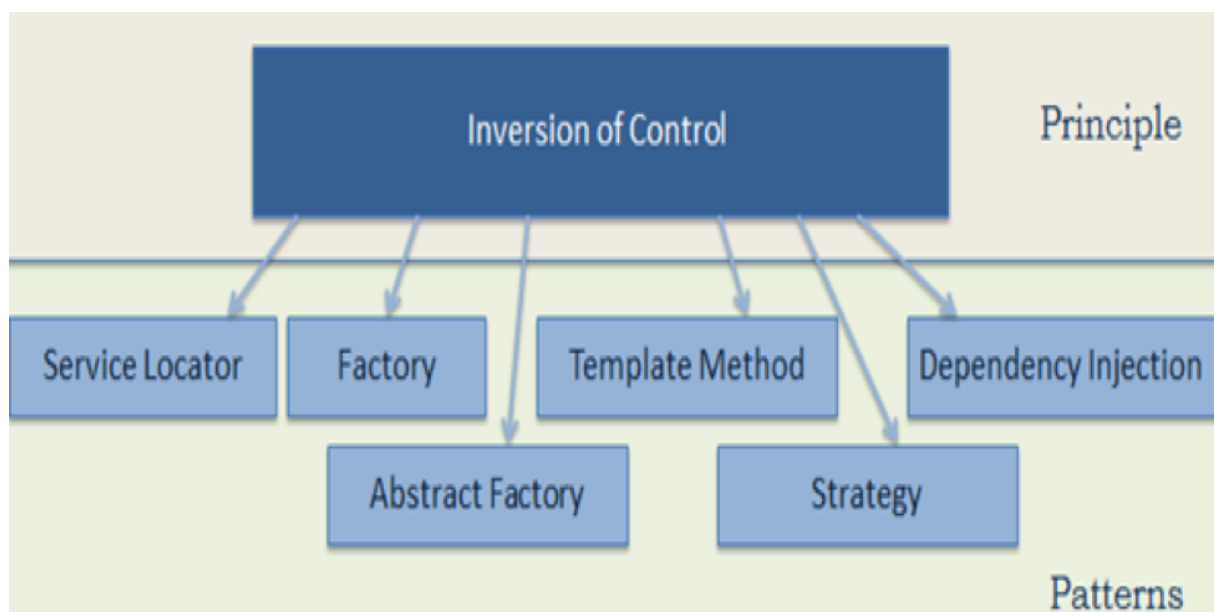 Inversion of Control
Principle
Service Locator
Factory
Template Method
Dependency Injection
Abstract Factory
Strategy
Patterns